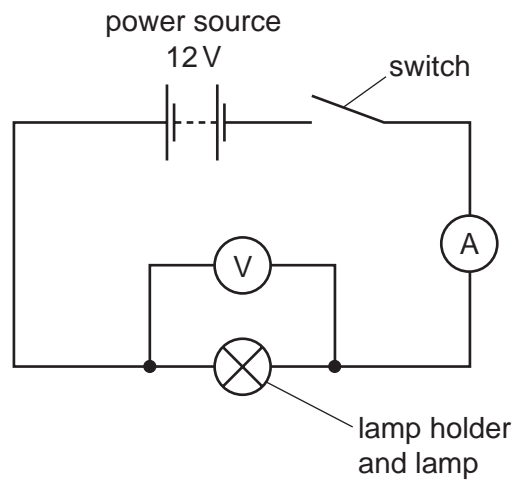 power source
12 V
switch
A
V
lamp holder
and lamp